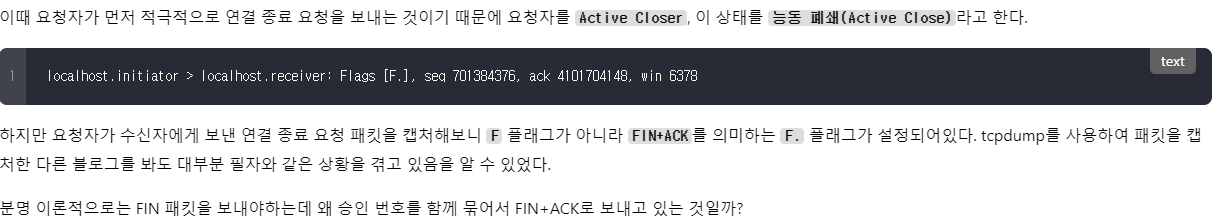 이때 요청자가 먼저 적극적으로 연결 종료 요청을 보내는 것이기 때문에 요청자를 Active Closer, 이 상태를 능동 폐쇄(Active Close)라고 한다.
text
1 localhost.initiator > localhost.receiver: Flags [F.], seq 701384376, ack 4101704148, win 6378
하지만 요청자가 수신자에게 보낸 연결 종료 요청 패킷을 캡처해보니 F 플래그가 아니라 FIN+ACK를 의미하는 F. 플래그가 설정되어있다. tcpdump를 사용하여 패킷을 캡
처한 다른 블로그를 봐도 대부분 필자와 같은 상황을 겪고 있음을 알 수 있었다.
분명 이론적으로는 FIN 패킷을 보내야하는데 왜 승인 번호를 함께 묶어서 FIN+ACK로 보내고 있는 것일까?